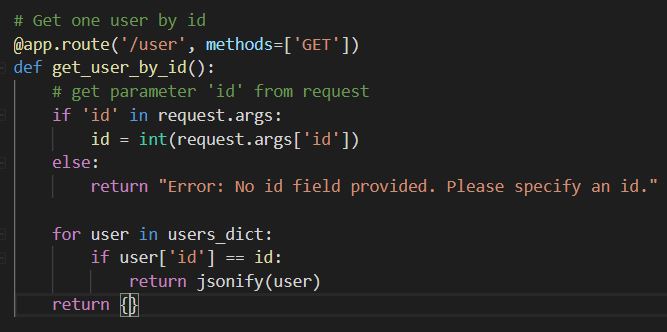 # Get one user by id
@app.route('/user', methods=['GET'])
def get_user_by_id():
    # get parameter 'id' from request
    if 'id' in request.args:
        id = int(request.args['id'])
    else:
        return "Error: No id field provided. Please specify an id."
    for user in users_dict:
        if user['id'] == id:
            return jsonify(user)
    return {}